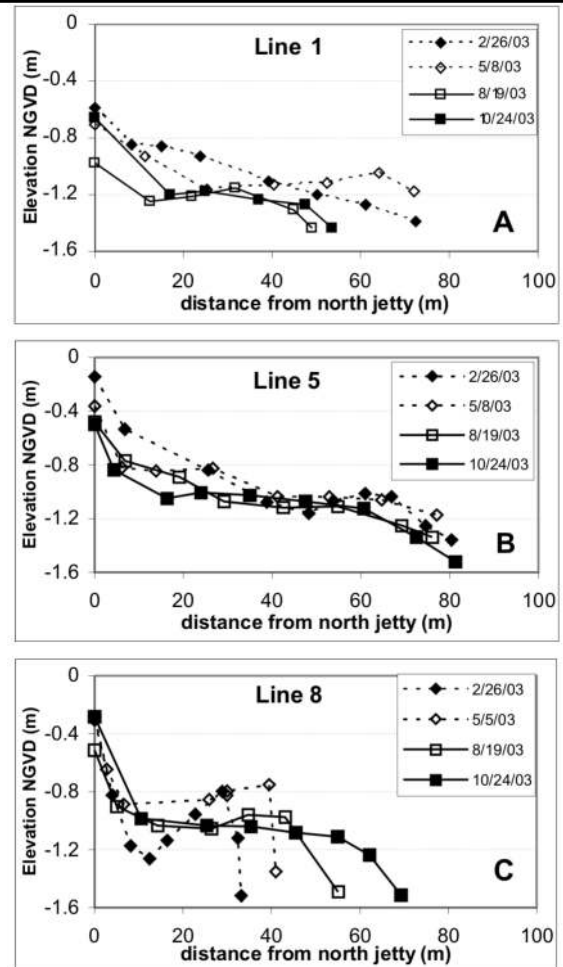 Line 1
2/26/03
5/8/03
8/19/03
10/24/03
Elevation NGVD (m)
0
-0.4
-0.8
-1.2
-1.6
A
0 20 40 60 80 100
distance from north jetty (m)
Line 5
2/26/03
5/8/03
8/19/03
10/24/03
Elevation NGVD (m)
0
-0.4
-0.8
-1.2
-1.6
B
0 20 40 60 80 100
distance from north jetty (m)
Line 8
2/26/03
5/5/03
8/19/03
10/24/03
Elevation NGVD (m)
0
-0.4
-0.8
-1.2
-1.6
C
0 20 40 60 80 100
distance from north jetty (m)